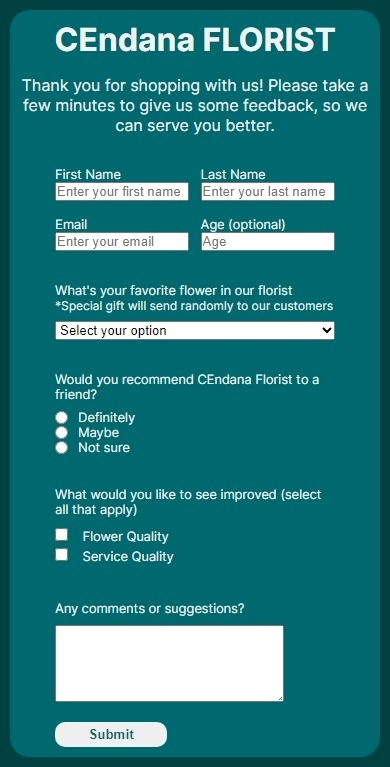 CEndana FLORIST
Thank you for shopping with us! Please take a
few minutes to give us some feedback, so we
can serve you better.
First Name Last Name
Enter your first name Enter your last name
Email Age (optional)
Enter your email Age
What's your favorite flower in our florist
*Special gift will send randomly to our customers
Select your option
Would you recommend CEndana Florist to a
friend?
Definitely
Maybe
Not sure
What would you like to see improved (select
all that apply)
Flower Quality
Service Quality
Any comments or suggestions?
Submit